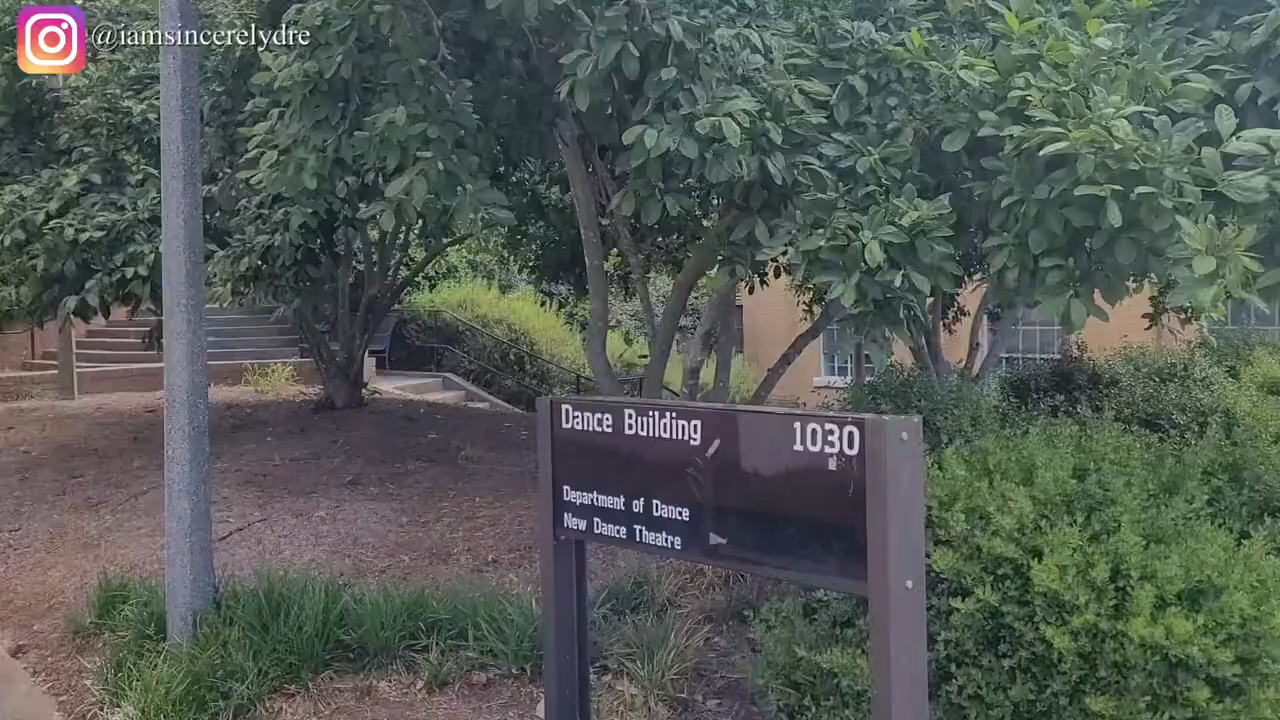 @iamsincerelydre
Dance Building
1030
Department of Dance
New Dance Theatre